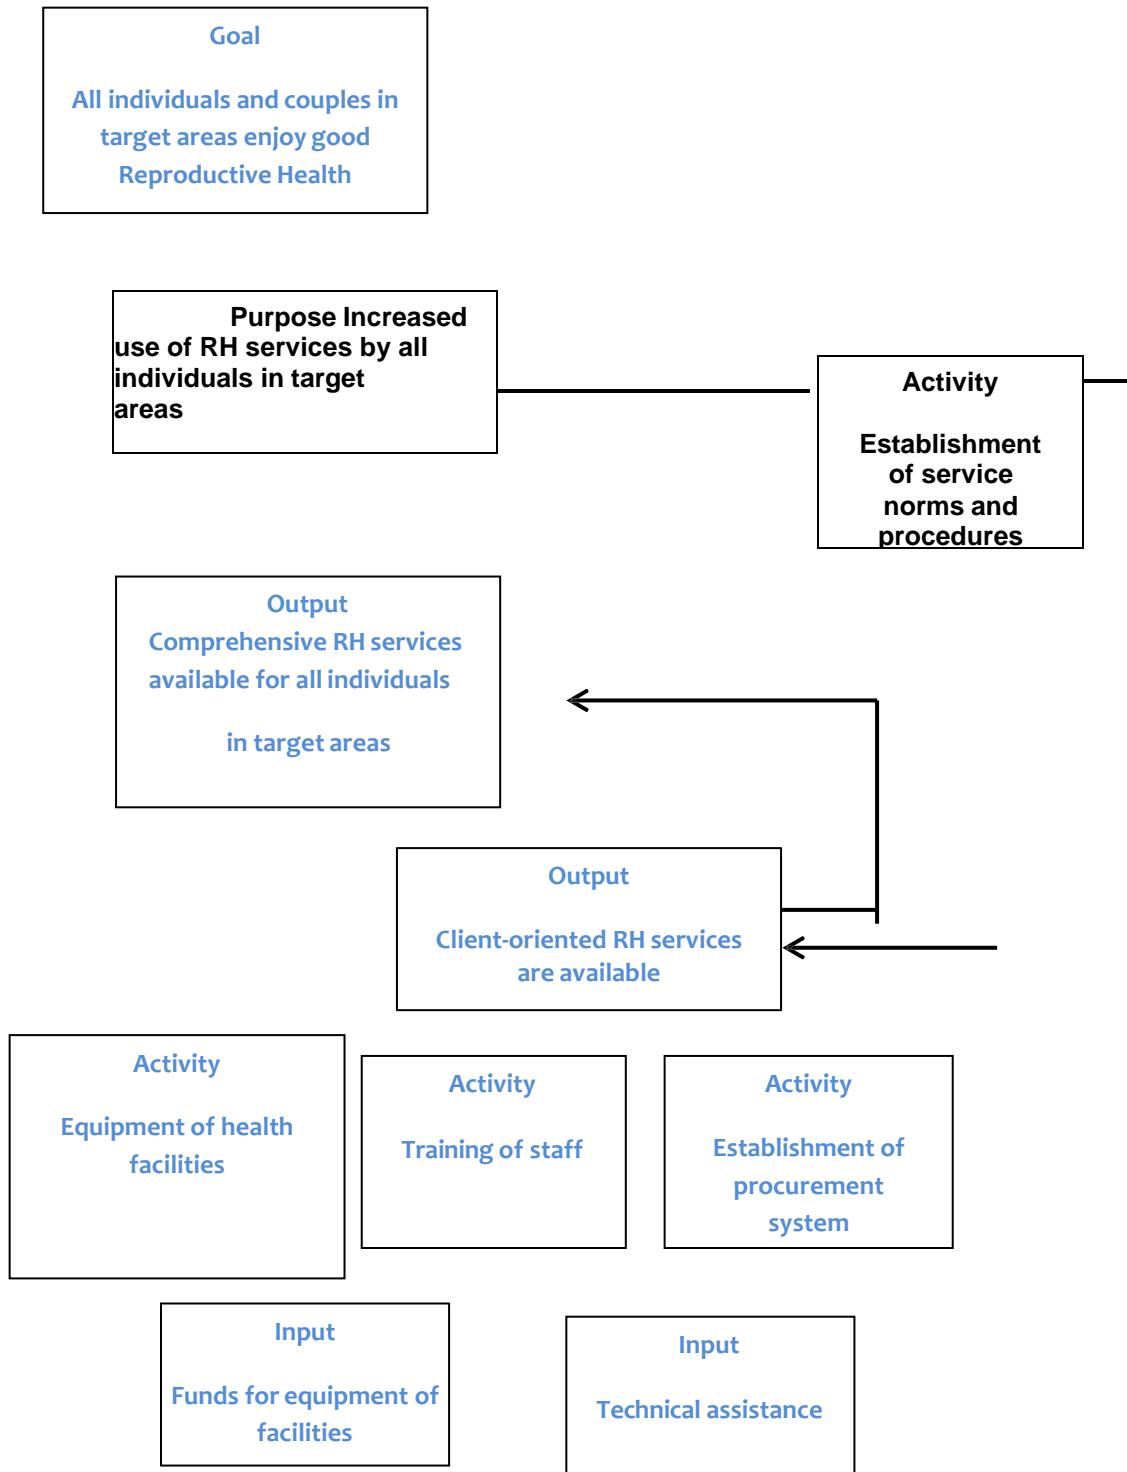 Goal
All individuals and couples in
target areas enjoy good
Reproductive Health
Purpose Increased
use of RH services by all
individuals in target
areas
Activity
Establishment
of service
norms and
procedures
Output
Comprehensive RH services
available for all individuals
in target areas
Output
Client-oriented RH services
are available
Activity
Equipment of health
facilities
Activity
Training of staff
Activity
Establishment of
procurement
system
Input
Funds for equipment of
facilities
Input
Technical assistance